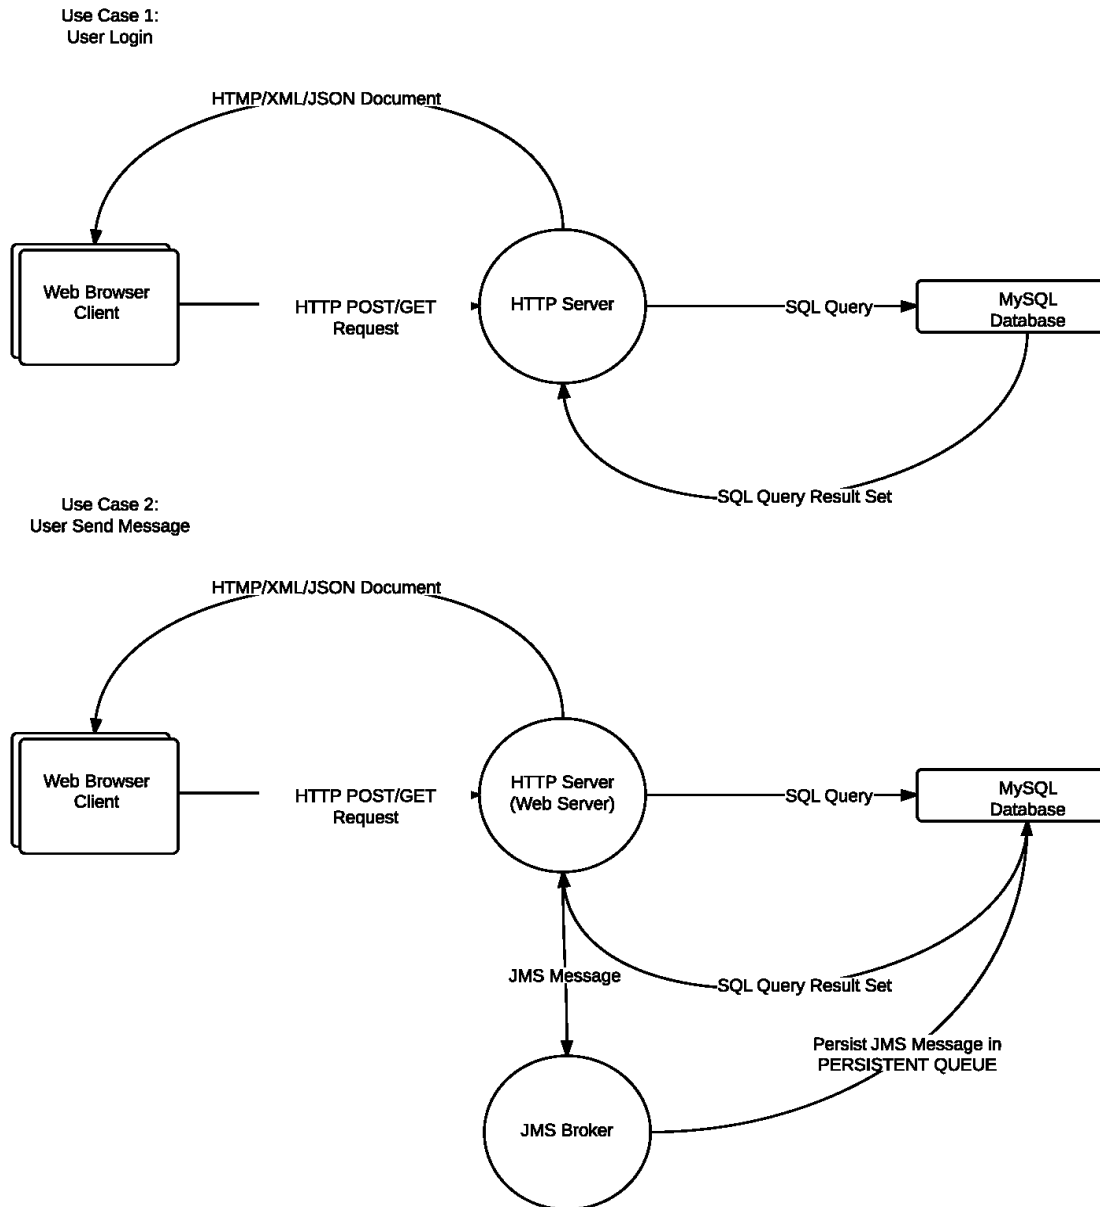 Use Case 1:
User Login
HTMP/XML/JSON Document
Web Browser
Client
HTTP POST/GET
Request
HTTP Server
SQL Query
MySQL
Database
SQL Query Result Set
Use Case 2:
User Send Message
HTMP/XML/JSON Document
Web Browser
Client
HTTP POST/GET
Request
HTTP Server
(Web Server)
SQL Query
MySQL
Database
JMS Message
SQL Query Result Set
Persist JMS Message in
PERSISTENT QUEUE
JMS Broker